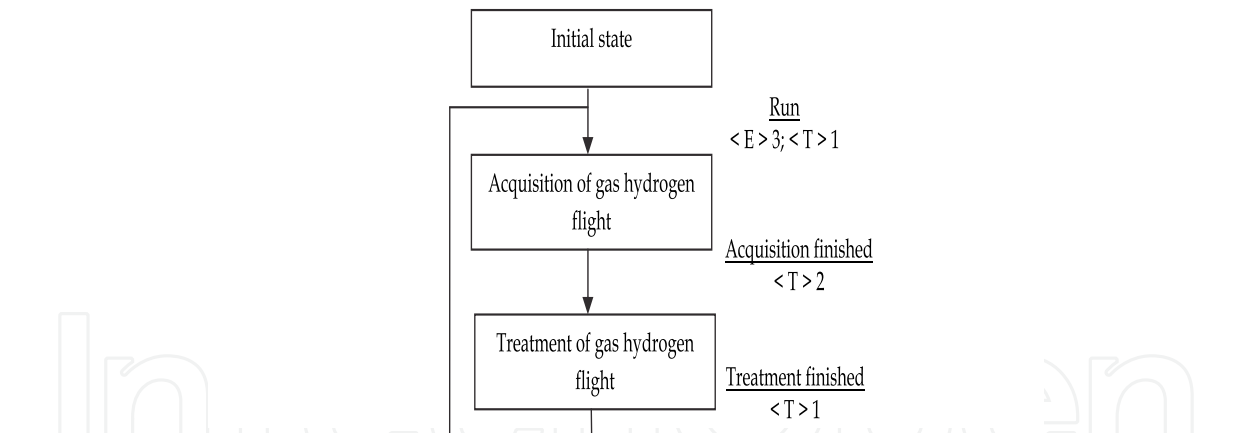 Initial state
Run
< E > 3; < T > 1
Acquisition of gas hydrogen
flight
Acquisition finished
< T > 2
Treatment of gas hydrogen
flight
Treatment finished
< T > 1